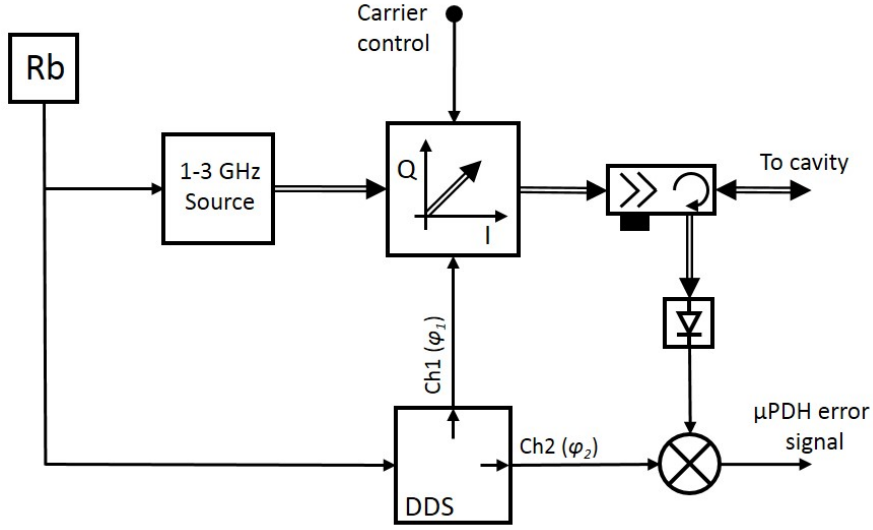 Carrier
control
Rb
1-3 GHz
Source
Q
I
To cavity
Ch1 (φ₁)
Ch2 (φ₂)
DDS
μPDH error
signal